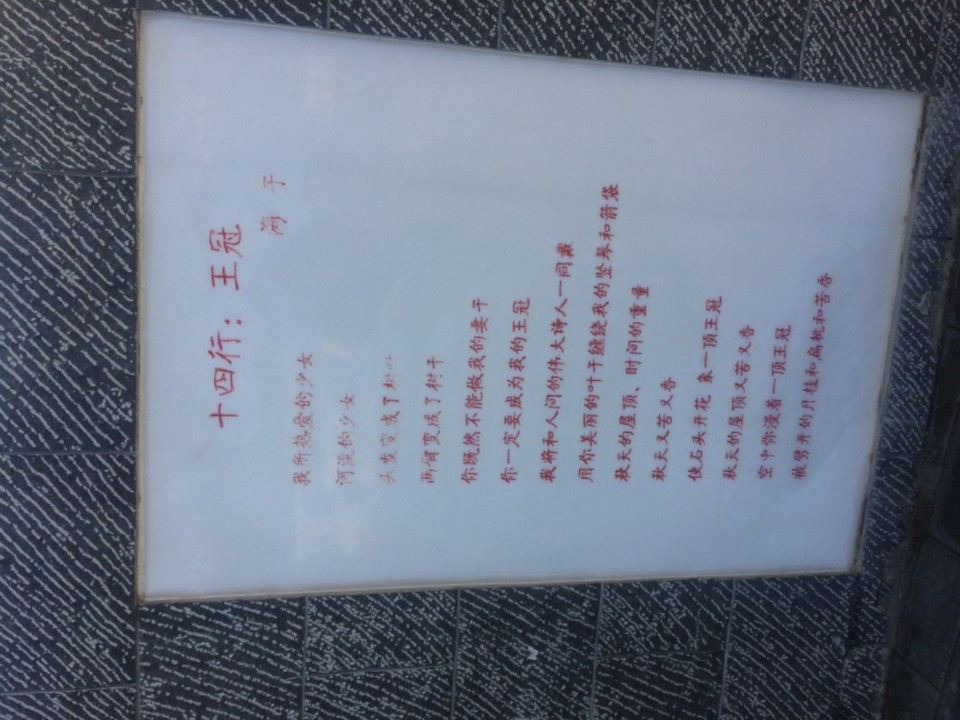 十四行：王冠
海子
我所热爱的少女
河流的少女
头发变成了树叶
两臂变成了树干
你既然不能做我的妻子
你一定要成为我的王冠
我将和人间的伟大诗人一同戴
用你美丽的叶子缠绕我的竖琴和箭袋
秋天的屋顶、时间的重量
秋天又苦又香
使石头开花 象一顶王冠
秋天的屋顶又苦又香
空中弥漫着一顶王冠
被劈开的月桂和扁桃的苦香